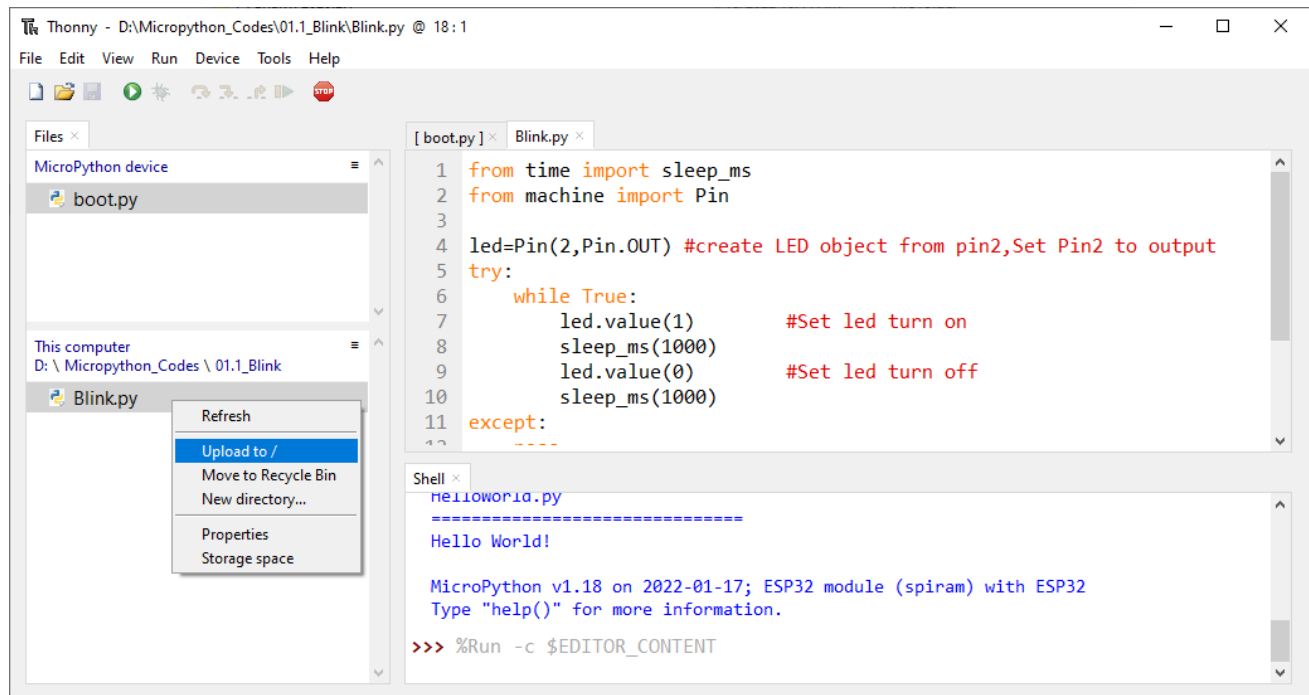 Thonny - D:\Micropython_Codes\01.1_Blink\Blink.py @ 18 : 1
File Edit View Run Device Tools Help
STOP
Files
MicroPython device
boot.py
This computer
D: \ Micropython_Codes \ 01.1_Blink
Blink.py
Refresh
Upload to /
Move to Recycle Bin
New directory...
Properties
Storage space
[ boot.py ] Blink.py
1 from time import sleep_ms
2 from machine import Pin
3
4 led=Pin(2,Pin.OUT) #create LED object from pin2,Set Pin2 to output
5 try:
6     while True:
7         led.value(1)        #Set led turn on
8         sleep_ms(1000)
9         led.value(0)        #Set led turn off
10         sleep_ms(1000)
11 except:
Shell
HelloWorld.py
===============================
Hello World!
MicroPython v1.18 on 2022-01-17; ESP32 module (spiram) with ESP32
Type "help()" for more information.
>>> %Run -c $EDITOR_CONTENT